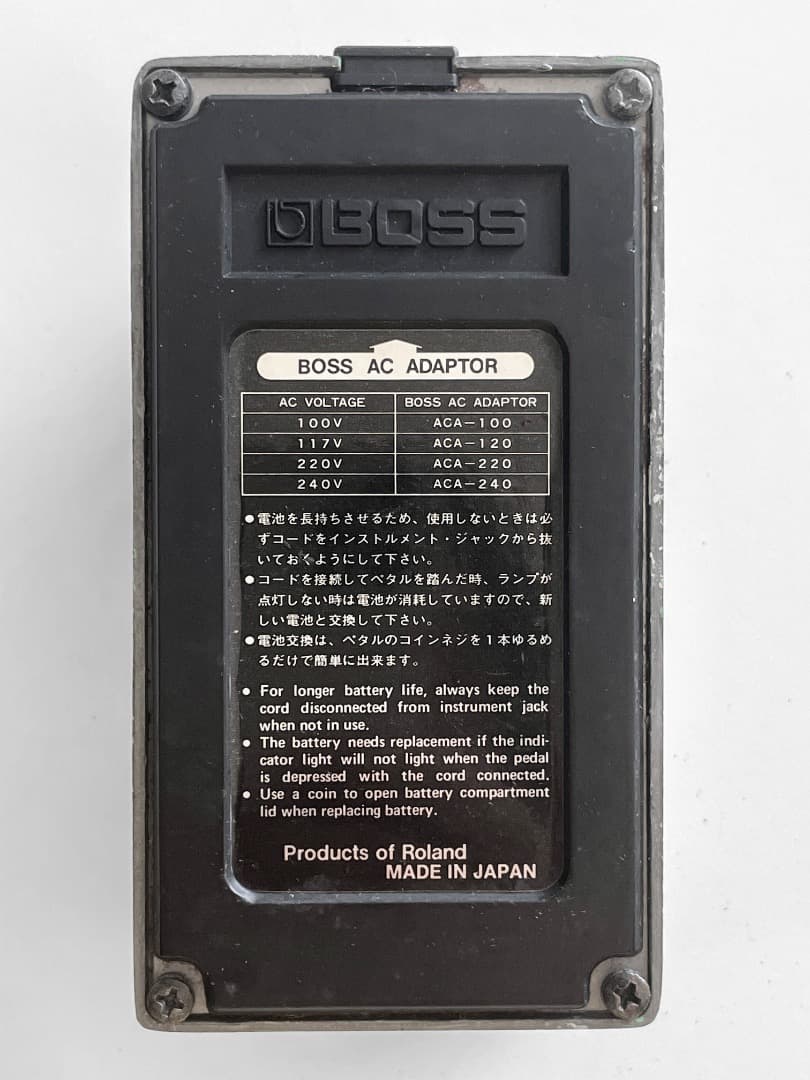 BOSS
BOSS AC ADAPTOR
AC VOLTAGE BOSS AC ADAPTOR
100V ACA-100
117V ACA-120
220V ACA-220
240V ACA-240
●電池を長持ちさせるため、使用しないときは必
ずコードをインストルメント・ジャックから抜
いておくようにして下さい。
●コードを接続してペタルを踏んだ時、ランプが
点灯しない時は電池が消耗していますので、新
しい電池と交換して下さい。
●電池交換は、ペタルのコインネジを1本ゆるめ
るだけで簡単に出来ます。
● For longer battery life, always keep the
cord disconnected from instrument jack
when not in use.
● The battery needs replacement if the indi-
cator light will not light when the pedal
is depressed with the cord connected.
● Use a coin to open battery compartment
lid when replacing battery.
Products of Roland
MADE IN JAPAN